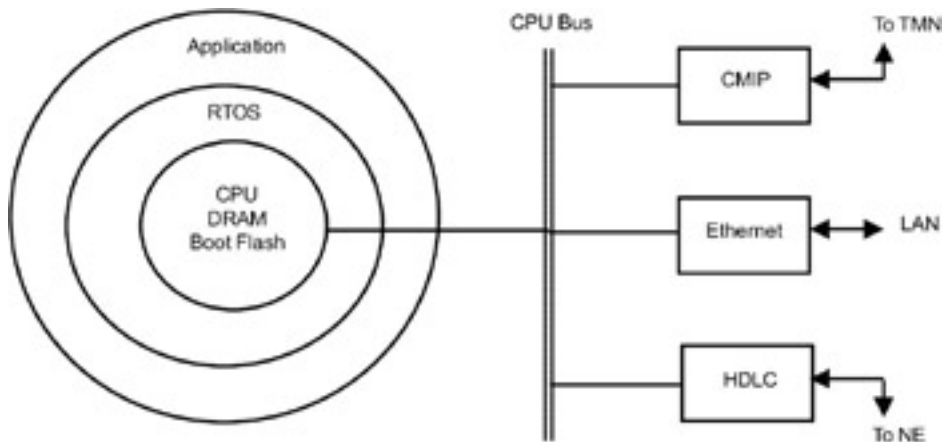 Application
RTOS
CPU
DRAM
Boot Flash
CPU Bus
CMIP
To TMN
Ethernet
LAN
HDLC
To NE